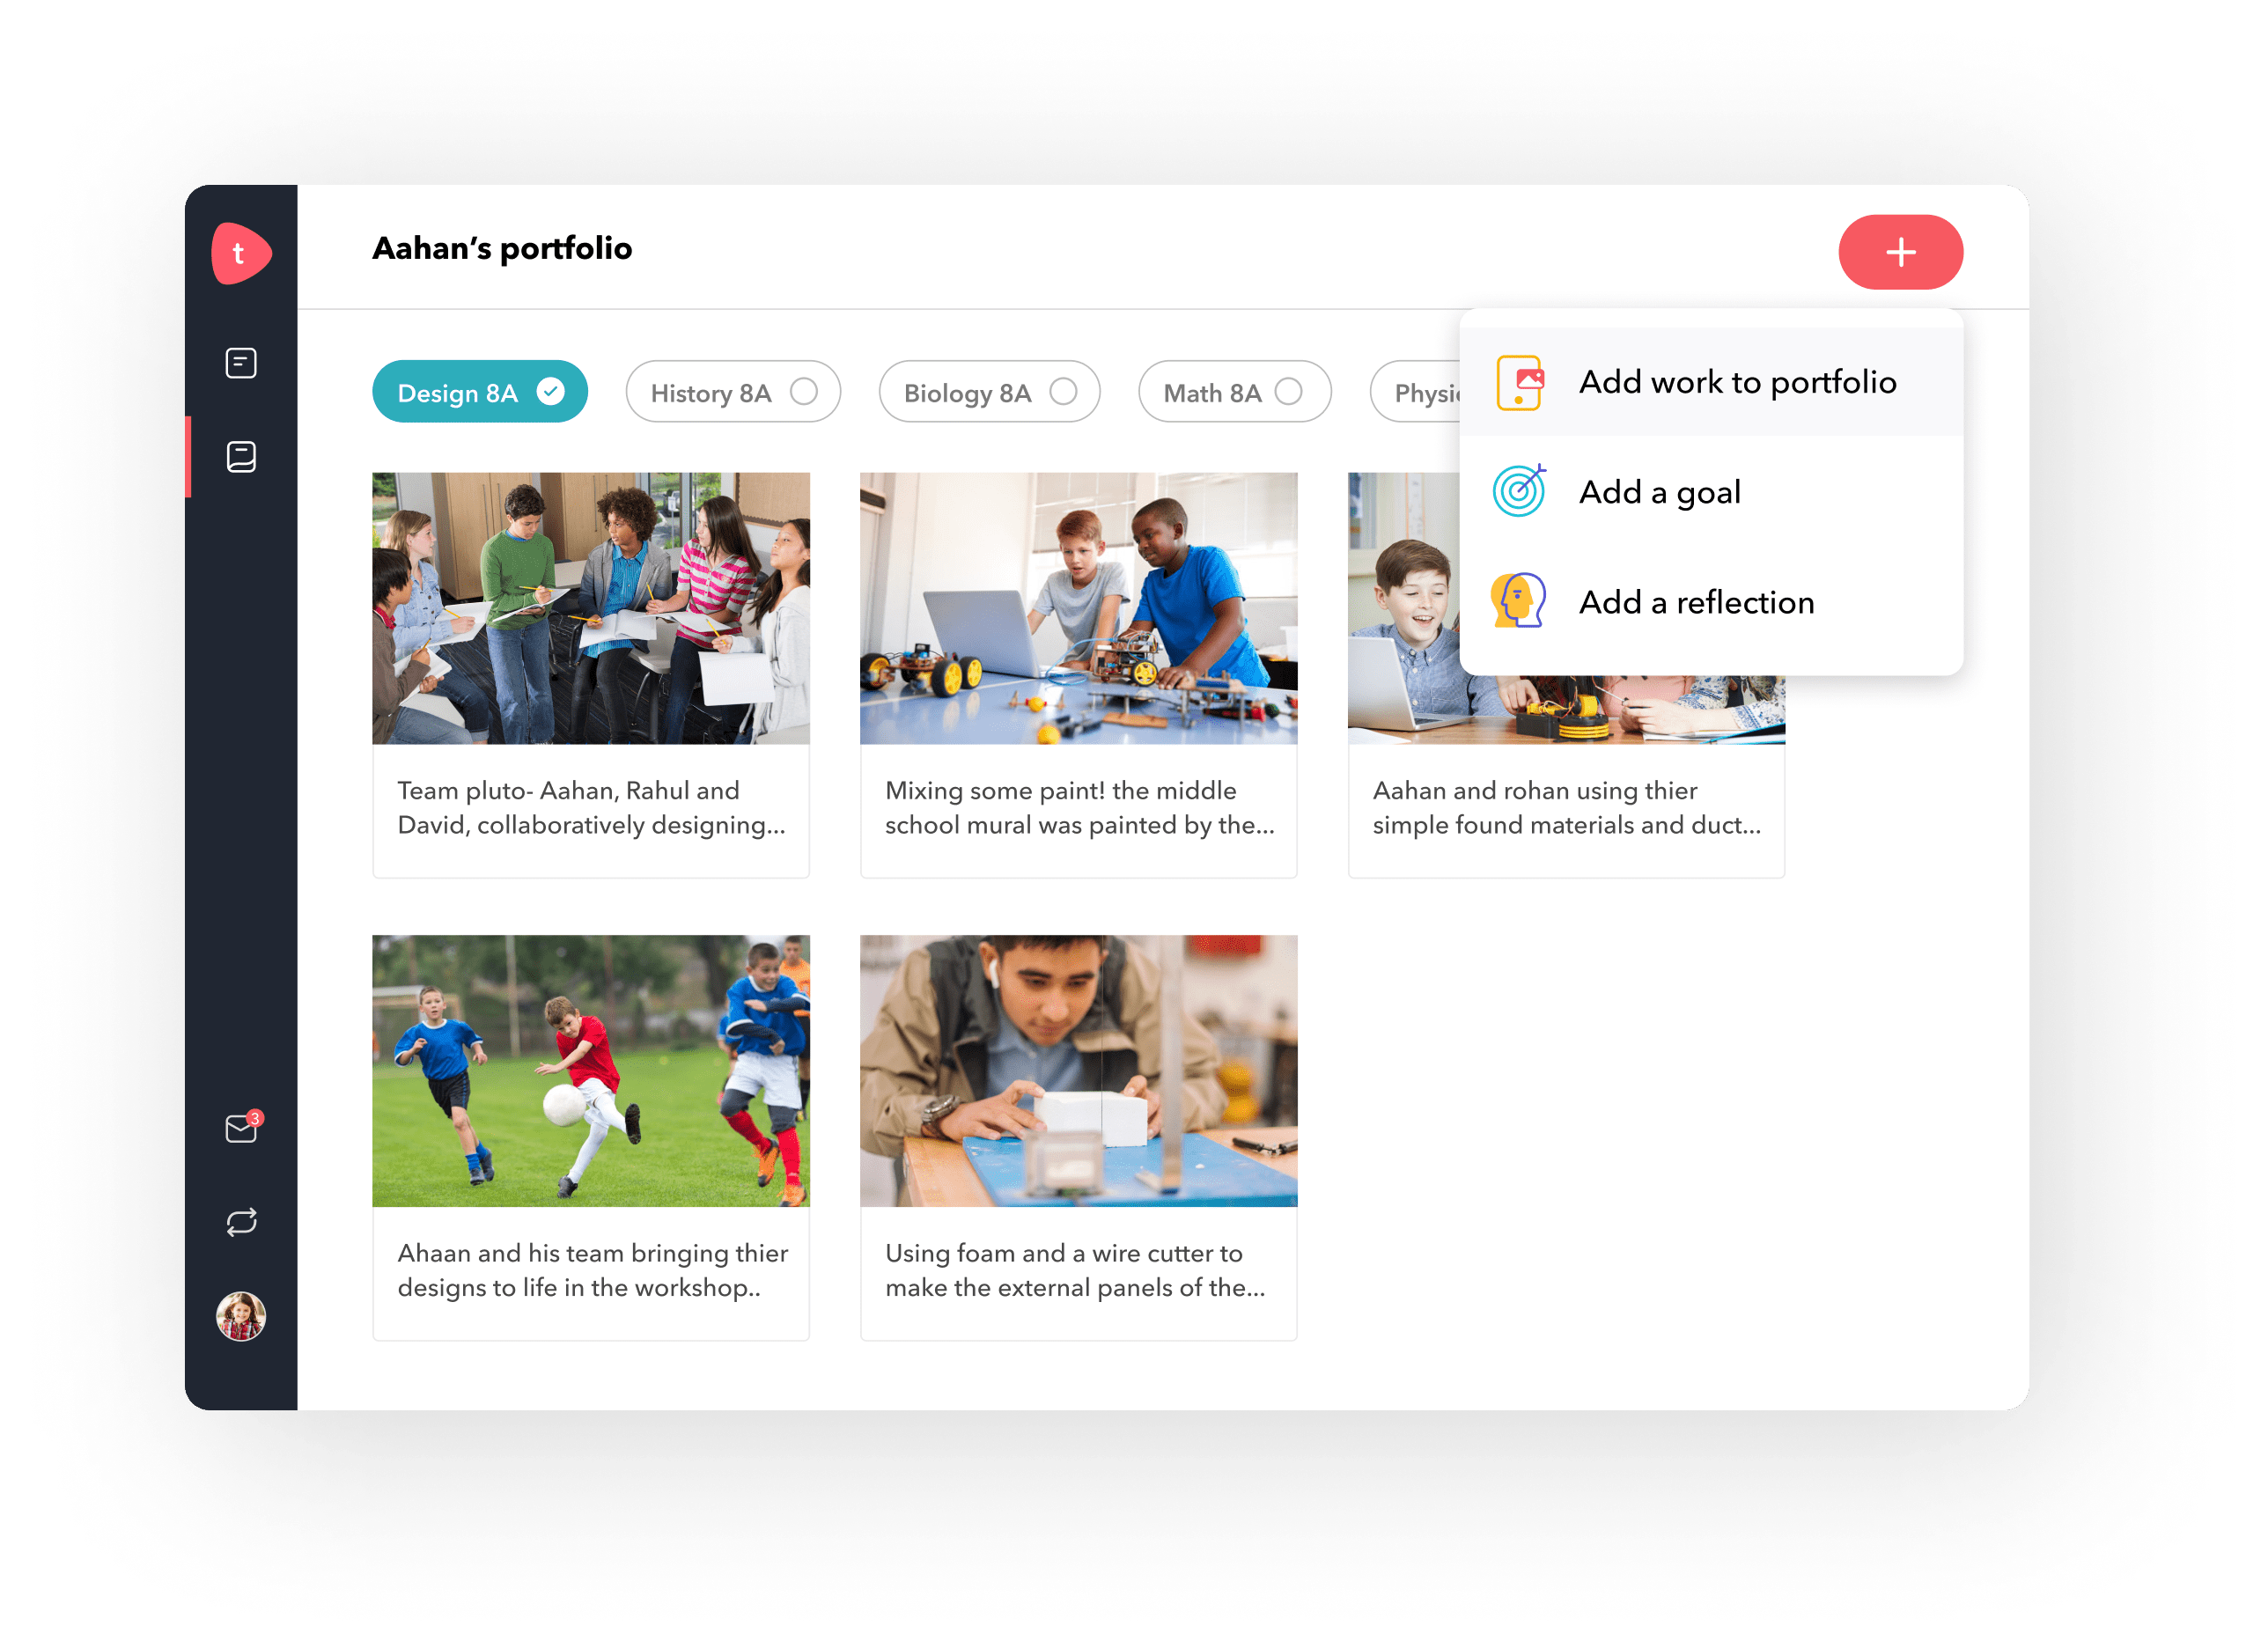 t
Aahan’s portfolio
+
Design 8A
History 8A
Biology 8A
Math 8A
Add work to portfolio
Add a goal
Add a reflection
Team pluto- Aahan, Rahul and
David, collaboratively designing...
Mixing some paint! the middle
school mural was painted by the...
Aahan and rohan using thier
simple found materials and duct...
3
Ahaan and his team bringing thier
designs to life in the workshop..
Using foam and a wire cutter to
make the external panels of the...